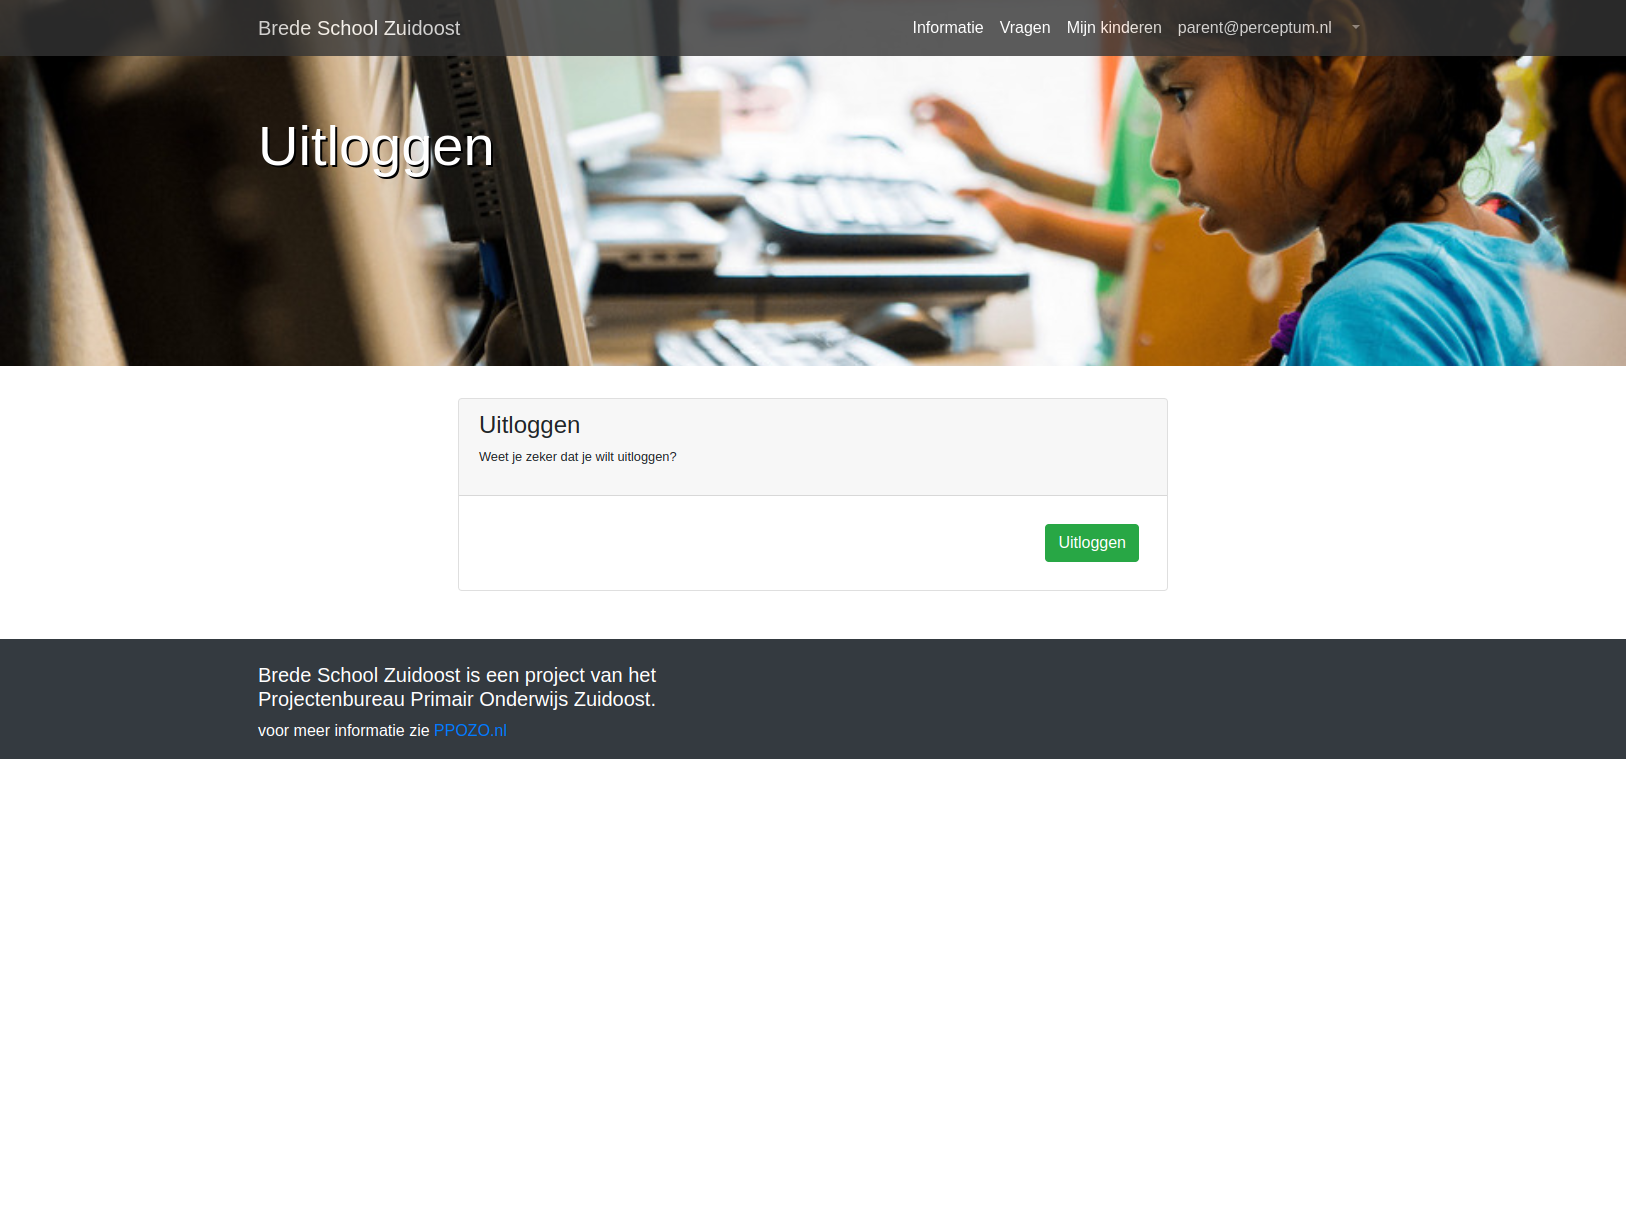 Brede School Zuidoost
Informatie Vragen Mijn kinderen parent@perceptum.nl
Uitloggen
Uitloggen
Weet je zeker dat je wilt uitloggen?
Uitloggen
Brede School Zuidoost is een project van het
Projectenbureau Primair Onderwijs Zuidoost.
voor meer informatie zie PPOZO.nl